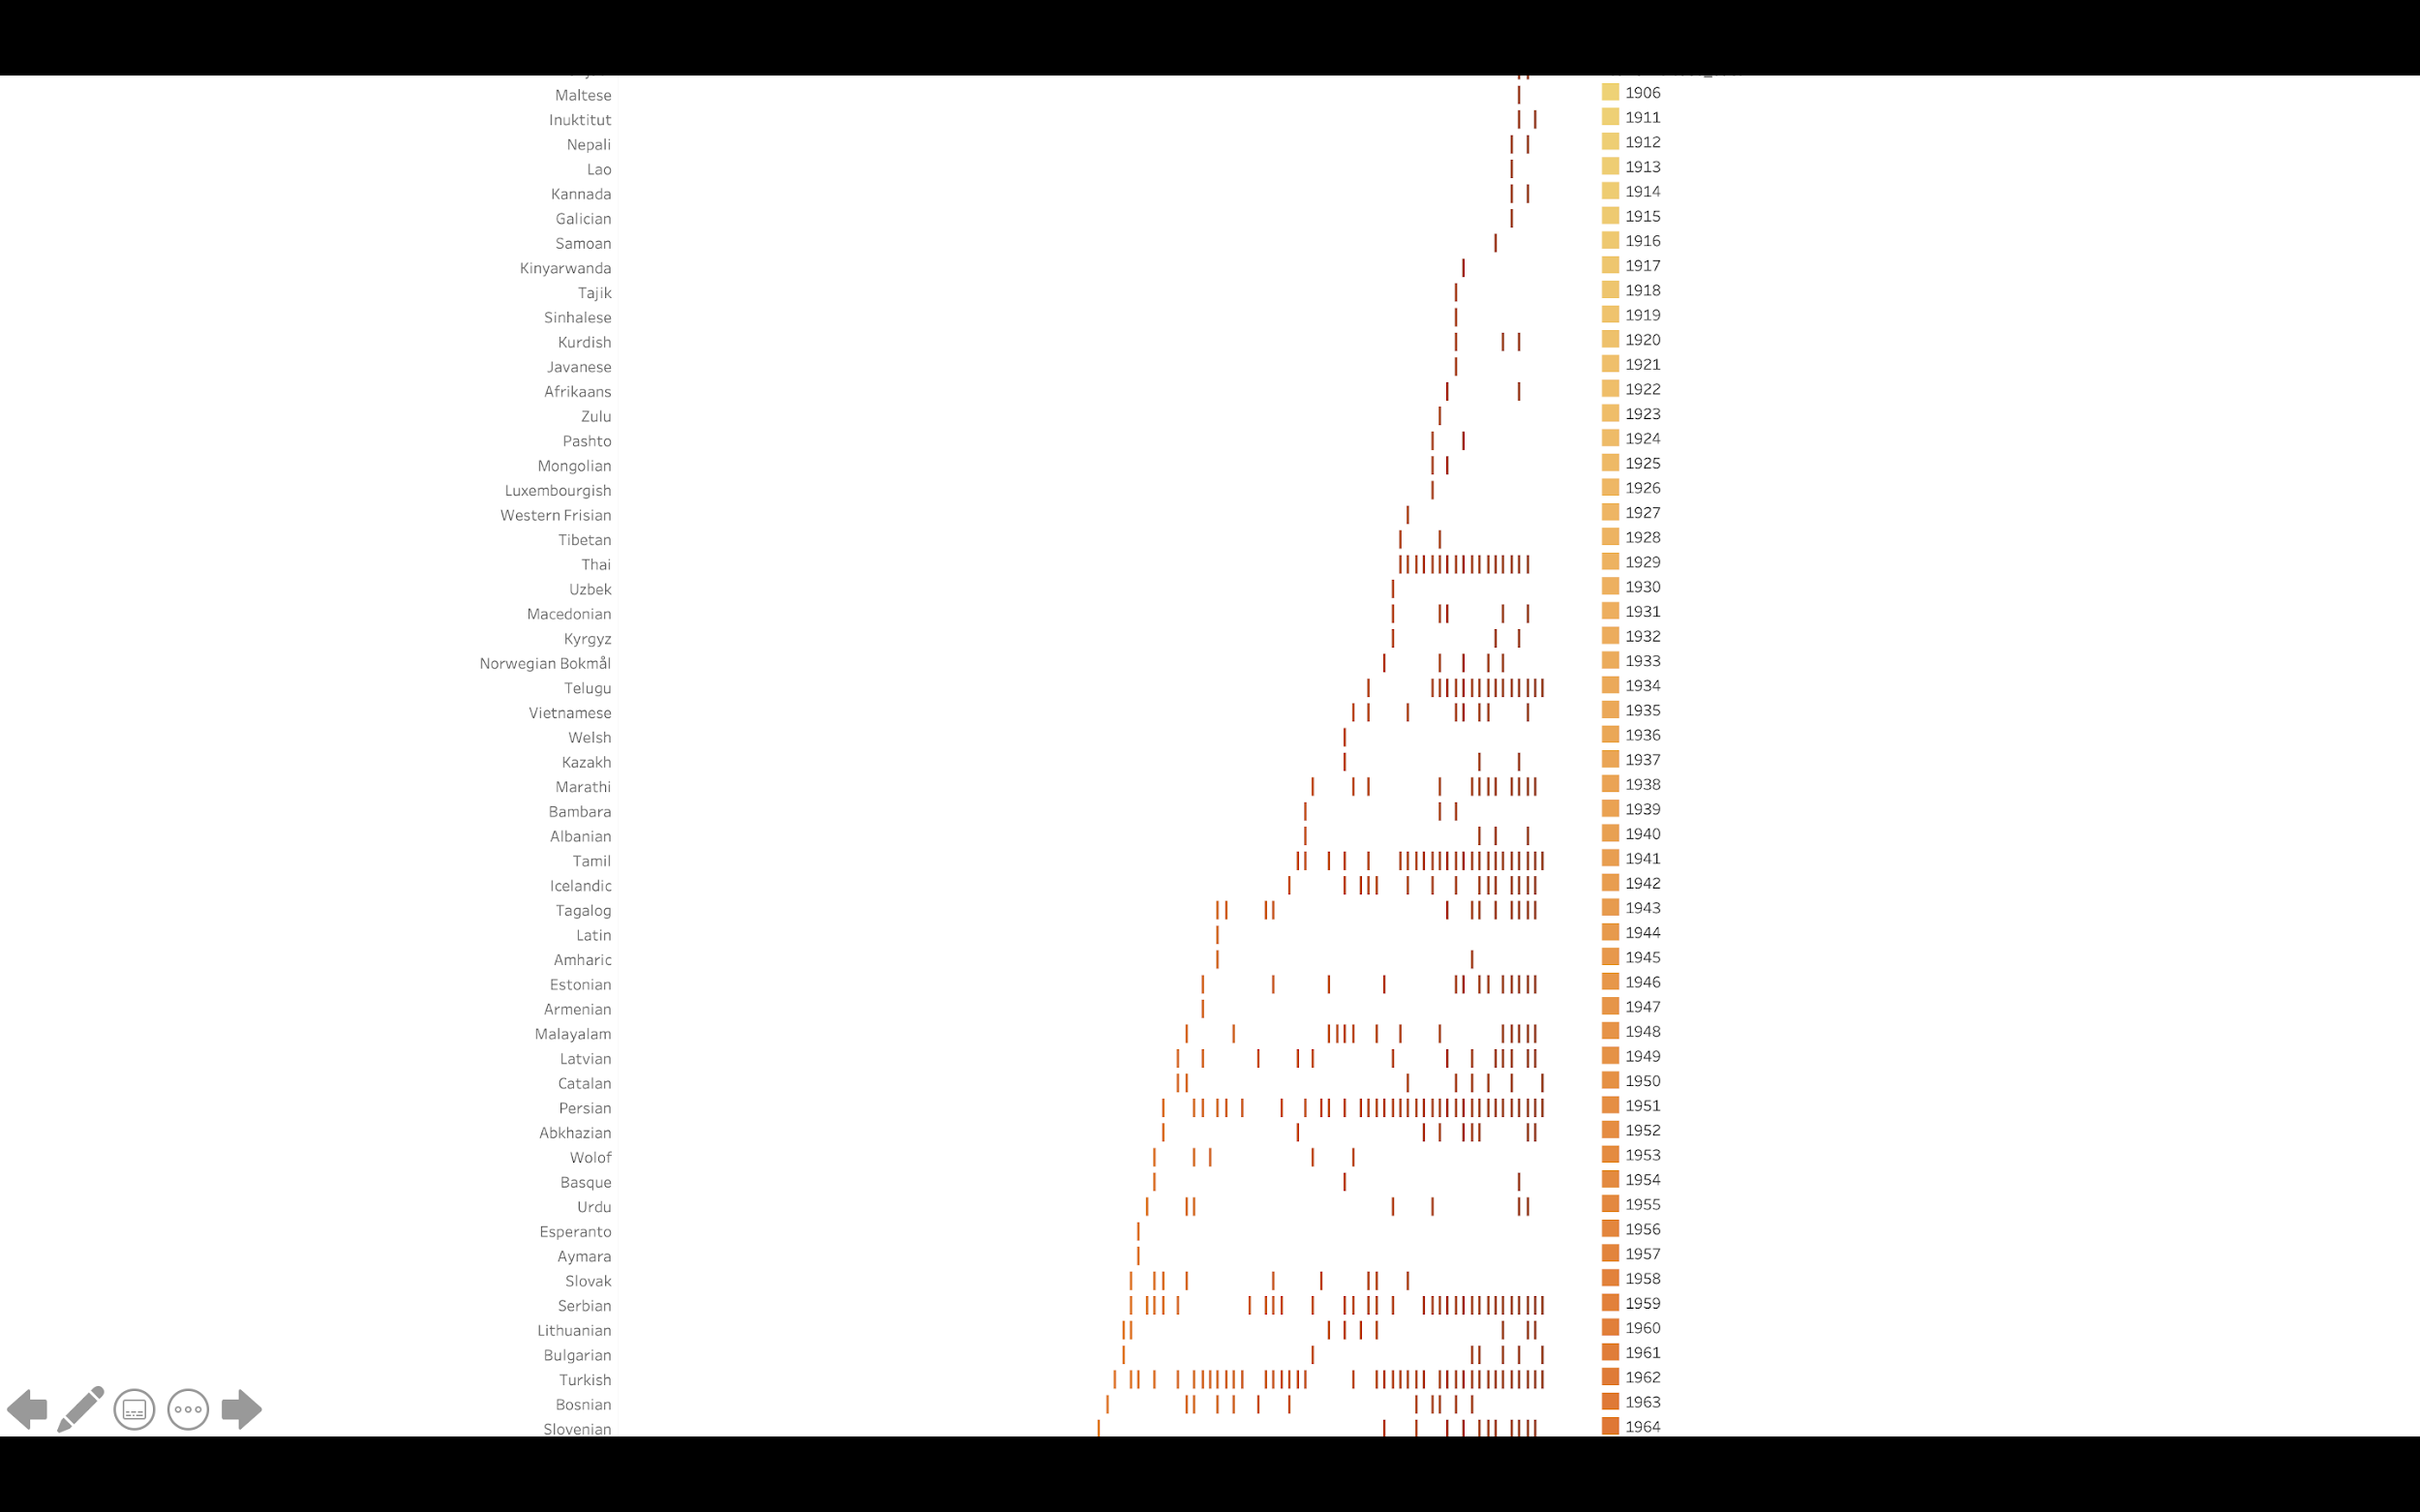 Maltese
Inuktitut
Nepali
Lao
Kannada
Galician
Samoan
Kinyarwanda
Tajik
Sinhalese
Kurdish
Javanese
Afrikaans
Zulu
Pashto
Mongolian
Luxembourgish
Western Frisian
Tibetan
Thai
Uzbek
Macedonian
Kyrgyz
Norwegian Bokmål
Telugu
Vietnamese
Welsh
Kazakh
Marathi
Bambara
Albanian
Tamil
Icelandic
Tagalog
Latin
Amharic
Estonian
Armenian
Malayalam
Latvian
Catalan
Persian
Abkhazian
Wolof
Basque
Urdu
Esperanto
Aymara
Slovak
Serbian
Lithuanian
Bulgarian
Turkish
Bosnian
Slovenian
1906
1911
1912
1913
1914
1915
1916
1917
1918
1919
1920
1921
1922
1923
1924
1925
1926
1927
1928
1929
1930
1931
1932
1933
1934
1935
1936
1937
1938
1939
1940
1941
1942
1943
1944
1945
1946
1947
1948
1949
1950
1951
1952
1953
1954
1955
1956
1957
1958
1959
1960
1961
1962
1963
1964